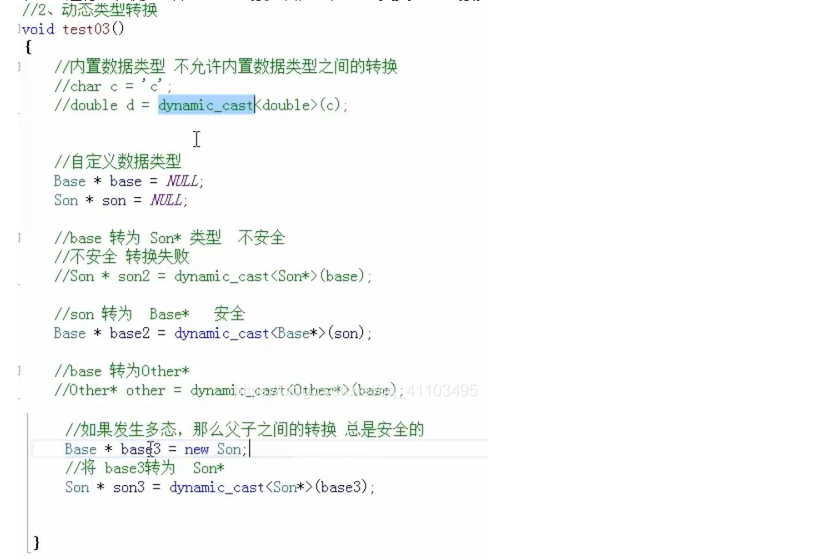 //2、动态类型转换
void test03()
{
//内置数据类型 不允许内置数据类型之间的转换
//char c = 'c';
//double d = dynamic_cast<double>(c);
//自定义数据类型
Base * base = NULL;
Son * son = NULL;
//base 转为 Son* 类型 不安全
//不安全 转换失败
//Son * son2 = dynamic_cast<Son*>(base);
//son 转为 Base* 安全
Base * base2 = dynamic_cast<Base*>(son);
//base 转为Other*
//Other* other = dynamic_cast<Other*>(base);
//如果发生多态，那么父子之间的转换 总是安全的
Base * base3 = new Son;
//将 base3转为 Son*
Son * son3 = dynamic_cast<Son*>(base3);
}